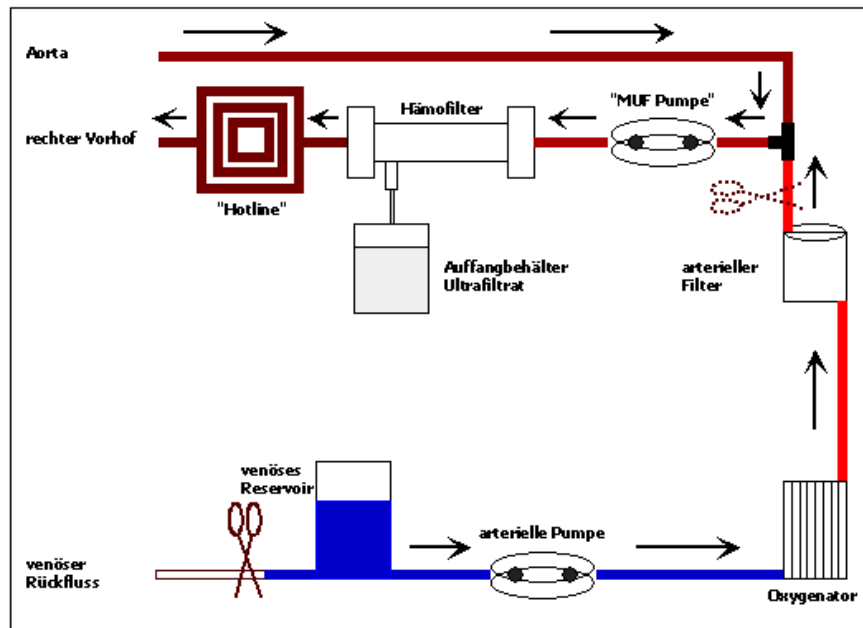 Aorta
"MUF Pumpe"
Hämofilter
rechter Vorhof
"Hotline"
Auffangbehälter
Ultrafiltrat
arterieller
Filter
venöses
Reservoir
arterielle Pumpe
venöser
Rückfluss
Oxygenator